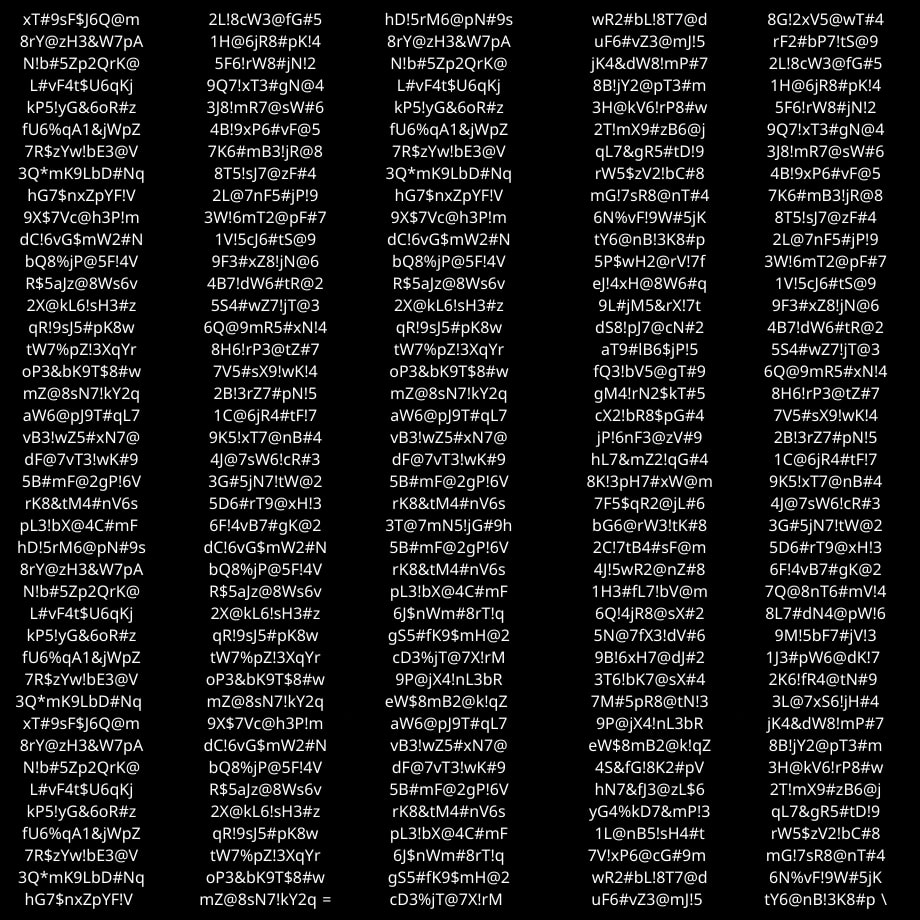 xT#9sF$J6Q@m 2L!8cW3@fG#5 hD!5rM6@pN#9s wR2#bL!8T7@d 8G!2xV5@wT#4
8rY@zH3&W7pA 1H@6jR8#pK!4 8rY@zH3&W7pA uF6#vZ3@mJ!5 rF2#bP7!tS@9
N!b#5Zp2QrK@ 5F6!rW8#jN!2 N!b#5Zp2QrK@ jK4&dW8!mP#7 2L!8cW3@fG#5
L#vF4t$U6qKj 9Q7!xT3#gN@4 L#vF4t$U6qKj 8B!jY2@pT3#m 1H@6jR8#pK!4
kP5!yG&6oR#z 3J8!mR7@sW#6 kP5!yG&6oR#z 3H@kV6!rP8#w 5F6!rW8#jN!2
fU6%qA1&jWpZ 4B!9xP6#vF@5 fU6%qA1&jWpZ 2T!mX9#zB6@j 9Q7!xT3#gN@4
7R$zYw!bE3@V 7K6#mB3!jR@8 7R$zYw!bE3@V qL7&gR5#tD!9 3J8!mR7@sW#6
3Q*mK9LbD#Nq 8T5!sJ7@zF#4 3Q*mK9LbD#Nq rW5$zV2!bC#8 4B!9xP6#vF@5
hG7$nxZpYF!V 2L@7nF5#jP!9 hG7$nxZpYF!V mG!7sR8@nT#4 7K6#mB3!jR@8
9X$7Vc@h3P!m 3W!6mT2@pF#7 9X$7Vc@h3P!m 6N%vF!9W#5jK 8T5!sJ7@zF#4
dC!6vG$mW2#N 1V!5cJ6#tS@9 dC!6vG$mW2#N tY6@nB!3K8#p 2L@7nF5#jP!9
bQ8%jP@5F!4V 9F3#xZ8!jN@6 bQ8%jP@5F!4V 5P$wH2@rV!7f 3W!6mT2@pF#7
R$5aJz@8Ws6v 4B7!dW6#tR@2 R$5aJz@8Ws6v eJ!4xH@8W6#q 1V!5cJ6#tS@9
2X@kL6!sH3#z 5S4#wZ7!jT@3 2X@kL6!sH3#z 9L#jM5&rX!7t 9F3#xZ8!jN@6
qR!9sJ5#pK8w 6Q@9mR5#xN!4 qR!9sJ5#pK8w dS8!pJ7@cN#2 4B7!dW6#tR@2
tW7%pZ!3XqYr 8H6!rP3@tZ#7 tW7%pZ!3XqYr aT9#lB6$jP!5 5S4#wZ7!jT@3
oP3&bK9T$8#w 7V5#sX9!wK!4 oP3&bK9T$8#w fQ3!bV5@gT#9 6Q@9mR5#xN!4
mZ@8sN7!kY2q 2B!3rZ7#pN!5 mZ@8sN7!kY2q gM4!rN2$kT#5 8H6!rP3@tZ#7
aW6@pJ9T#qL7 1C@6jR4#tF!7 aW6@pJ9T#qL7 cX2!bR8$pG#4 7V5#sX9!wK!4
vB3!wZ5#xN7@ 9K5!xT7@nB#4 vB3!wZ5#xN7@ jP!6nF3@zV#9 2B!3rZ7#pN!5
dF@7vT3!wK#9 4J@7sW6!cR#3 dF@7vT3!wK#9 hL7&mZ2!qG#4 1C@6jR4#tF!7
5B#mF@2gP!6V 3G#5jN7!tW@2 5B#mF@2gP!6V 8K!3pH7#xW@m 9K5!xT7@nB#4
rK8&tM4#nV6s 5D6#rT9@xH!3 rK8&tM4#nV6s 7F5$qR2@jL#6 4J@7sW6!cR#3
pL3!bX@4C#mF 6F!4vB7#gK@2 3T@7mN5!jG#9h bG6@rW3!tK#8 3G#5jN7!tW@2
hD!5rM6@pN#9s dC!6vG$mW2#N 5B#mF@2gP!6V 2C!7tB4#sF@m 5D6#rT9@xH!3
8rY@zH3&W7pA bQ8%jP@5F!4V rK8&tM4#nV6s 4J!5wR2@nZ#8 6F!4vB7#gK@2
N!b#5Zp2QrK@ R$5aJz@8Ws6v pL3!bX@4C#mF 1H3#fL7!bV@m 7Q@8nT6#mV!4
L#vF4t$U6qKj 2X@kL6!sH3#z 6J$nWm#8rT!q 6Q!4jR8@sX#2 8L7#dN4@pW!6
kP5!yG&6oR#z qR!9sJ5#pK8w gS5#fK9$mH@2 5N@7fX3!dV#6 9M!5bF7#jV!3
fU6%qA1&jWpZ tW7%pZ!3XqYr cD3%jT@7X!rM 9B!6xH7@dJ#2 1J3#pW6@dK!7
7R$zYw!bE3@V oP3&bK9T$8#w 9P@jX4!nL3bR 3T6!bK7@sX#4 2K6!fR4@tN#9
3Q*mK9LbD#Nq mZ@8sN7!kY2q eW$8mB2@k!qZ 7M#5pR8@tN!3 3L@7xS6!jH#4
xT#9sF$J6Q@m 9X$7Vc@h3P!m aW6@pJ9T#qL7 9P@jX4!nL3bR jK4&dW8!mP#7
8rY@zH3&W7pA dC!6vG$mW2#N vB3!wZ5#xN7@ eW$8mB2@k!qZ 8B!jY2@pT3#m
N!b#5Zp2QrK@ bQ8%jP@5F!4V dF@7vT3!wK#9 4S&fG!8K2#pV 3H@kV6!rP8#w
L#vF4t$U6qKj R$5aJz@8Ws6v 5B#mF@2gP!6V hN7&fJ3@zL$6 2T!mX9#zB6@j
kP5!yG&6oR#z 2X@kL6!sH3#z rK8&tM4#nV6s yG4%kD7&mP!3 qL7&gR5#tD!9
fU6%qA1&jWpZ qR!9sJ5#pK8w pL3!bX@4C#mF 1L@nB5!sH4#t rW5$zV2!bC#8
7R$zYw!bE3@V tW7%pZ!3XqYr 6J$nWm#8rT!q 7V!xP6@cG#9m mG!7sR8@nT#4
3Q*mK9LbD#Nq oP3&bK9T$8#w gS5#fK9$mH@2 wR2#bL!8T7@d 6N%vF!9W#5jK
hG7$nxZpYF!V mZ@8sN7!kY2q = cD3%jT@7X!rM uF6#vZ3@mJ!5 tY6@nB!3K8#p \